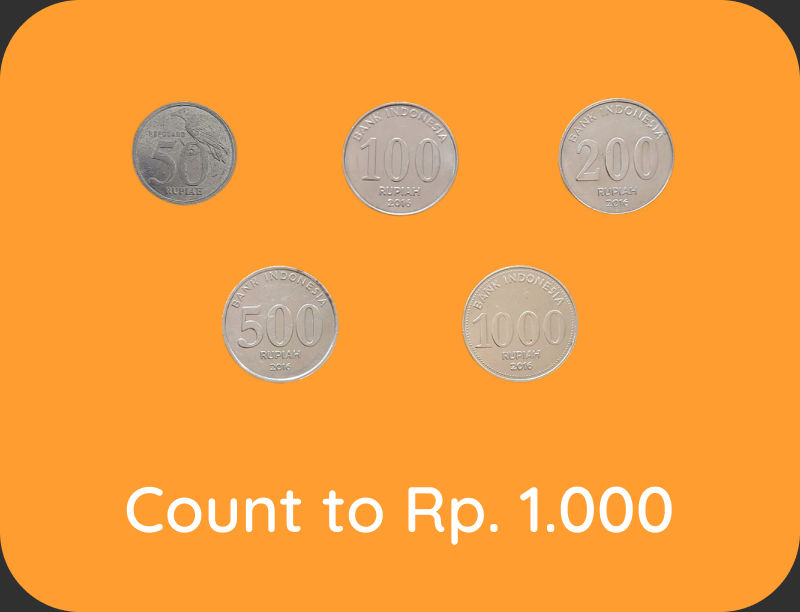 KEPODANG
50
RUPIAH
BANK INDONESIA
100
RUPIAH
2016
BANK INDONESIA
200
RUPIAH
2016
BANK INDONESIA
500
RUPIAH
2016
BANK INDONESIA
1000
RUPIAH
2016
Count to Rp. 1.000